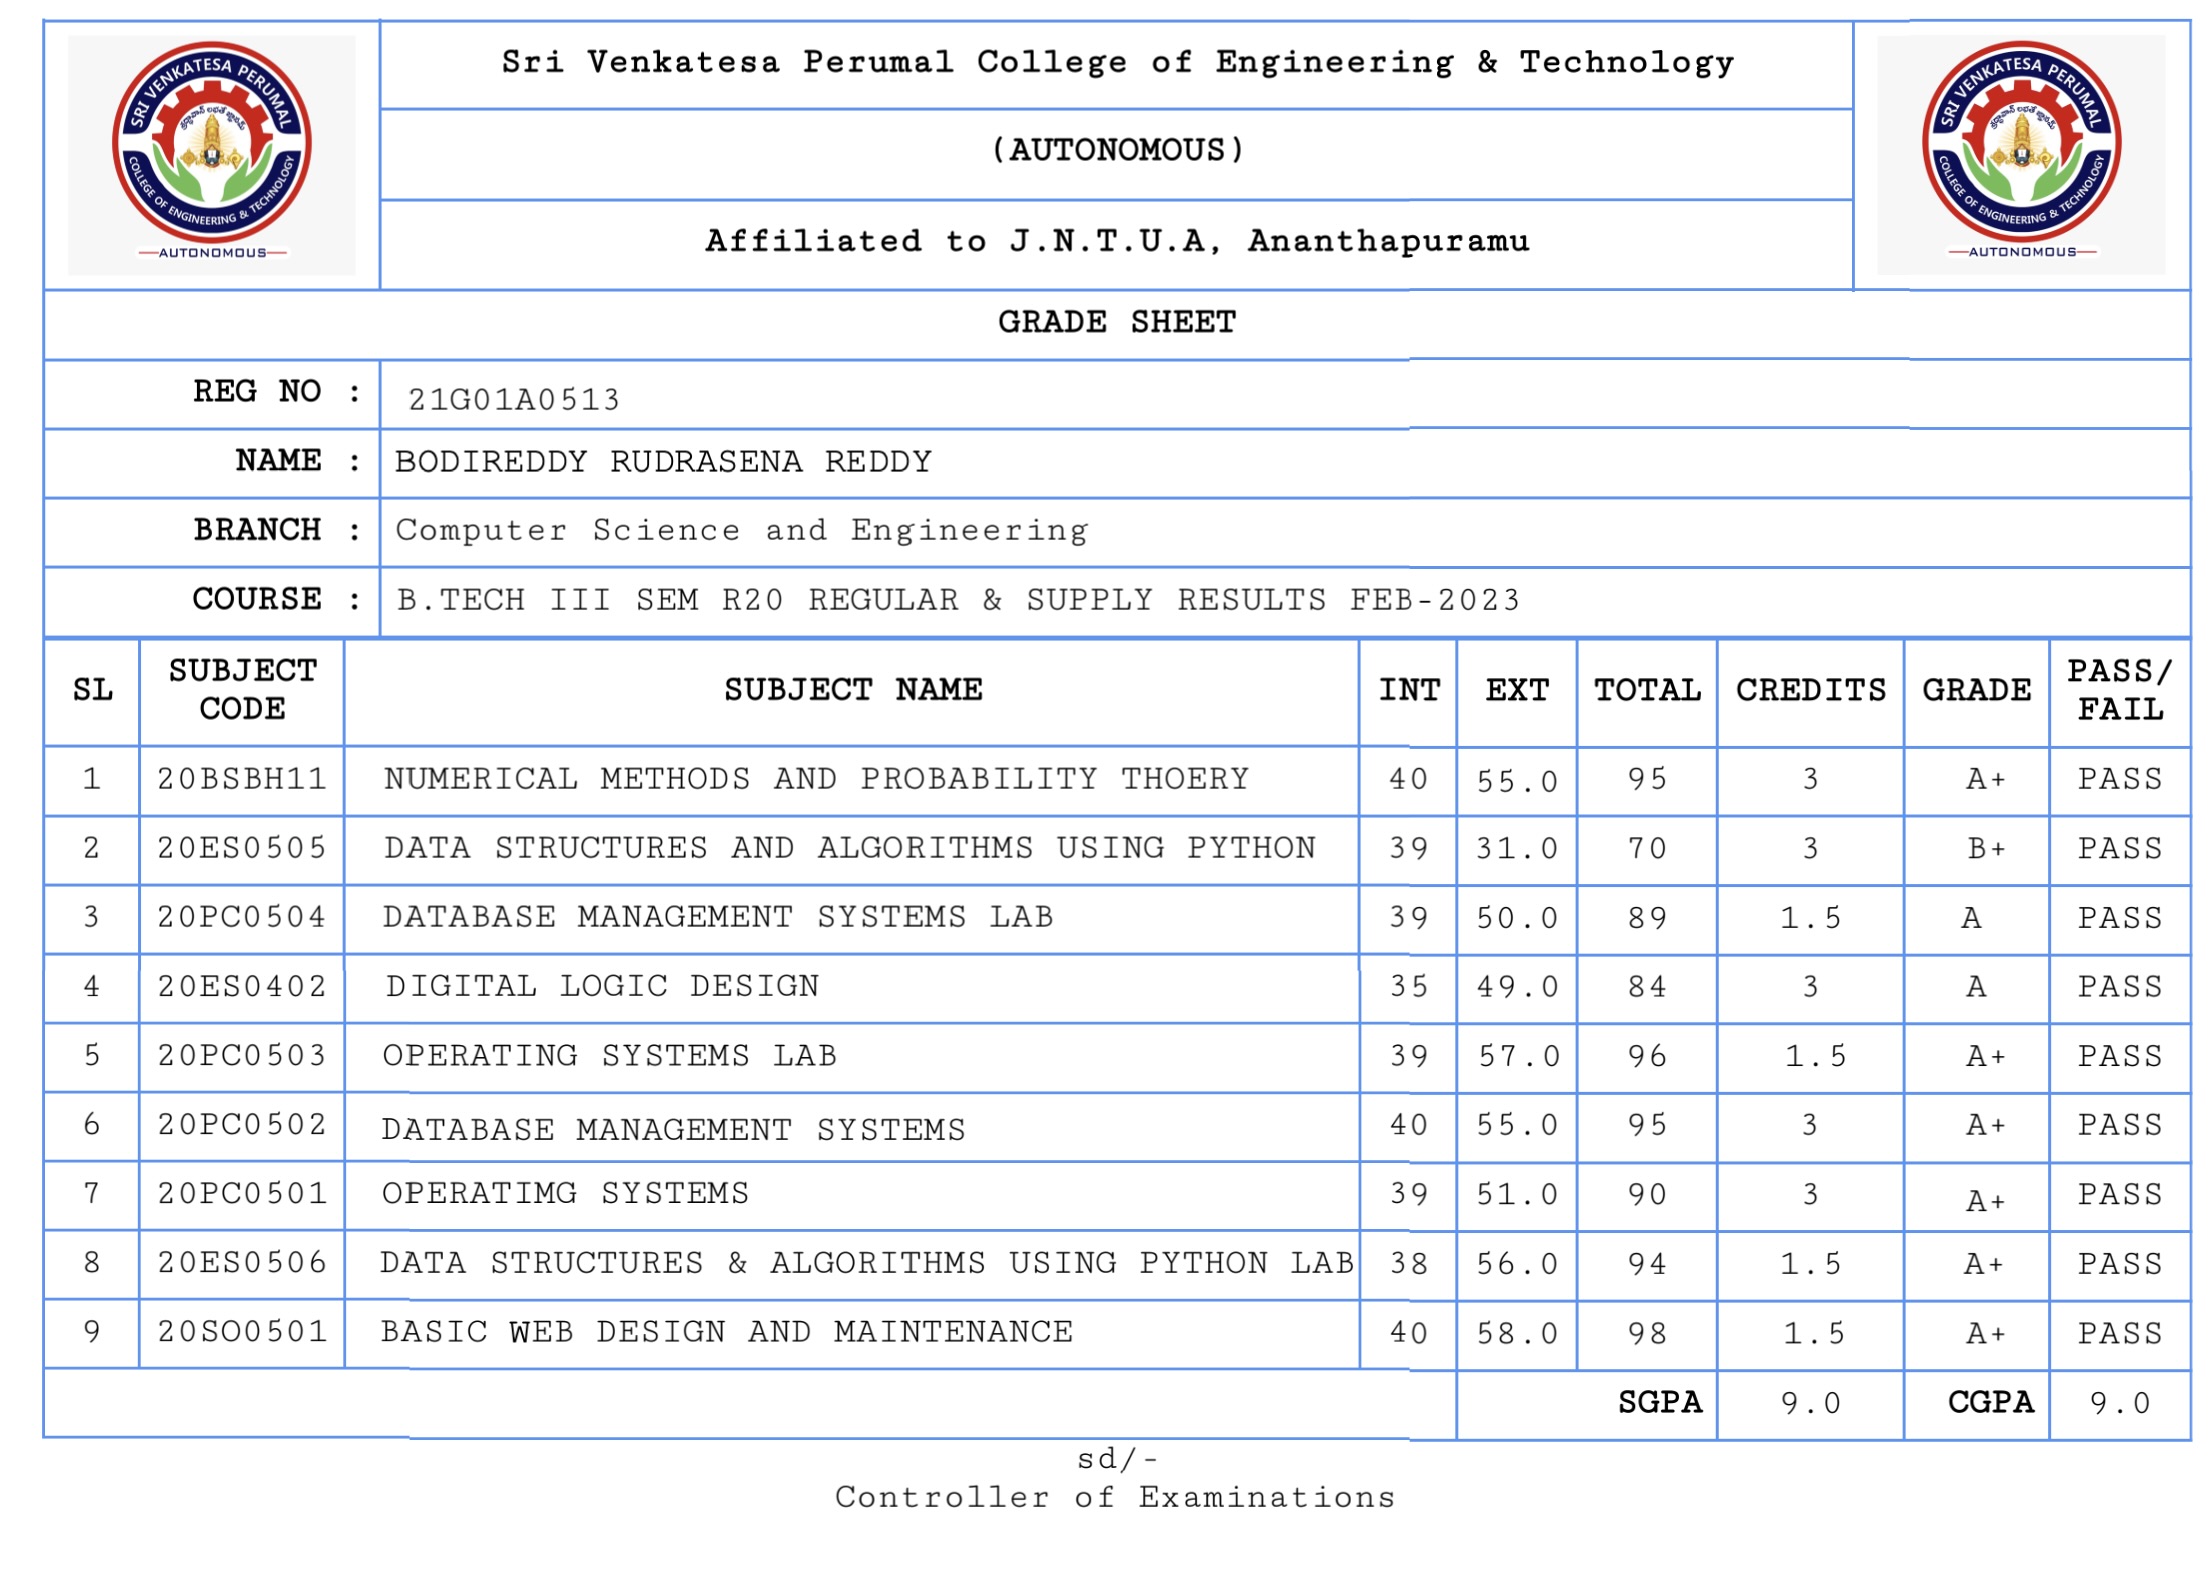 SRI VENKATESA PERUMAL
COLLEGE OF ENGINEERING & TECHNOLOGY
AUTONOMOUS
Sri Venkatesa Perumal College of Engineering & Technology
(AUTONOMOUS)
Affiliated to J.N.T.U.A, Ananthapuramu
SRI VENKATESA PERUMAL
COLLEGE OF ENGINEERING & TECHNOLOGY
AUTONOMOUS
GRADE SHEET
REG NO : 21G01A0513
NAME : BODIREDDY RUDRASENA REDDY
BRANCH : Computer Science and Engineering
COURSE : B.TECH III SEM R20 REGULAR & SUPPLY RESULTS FEB-2023
SL SUBJECT CODE SUBJECT NAME INT EXT TOTAL CREDITS GRADE PASS/FAIL
1 20BSBH11 NUMERICAL METHODS AND PROBABILITY THOERY 40 55.0 95 3 A+ PASS
2 20ES0505 DATA STRUCTURES AND ALGORITHMS USING PYTHON 39 31.0 70 3 B+ PASS
3 20PC0504 DATABASE MANAGEMENT SYSTEMS LAB 39 50.0 89 1.5 A PASS
4 20ES0402 DIGITAL LOGIC DESIGN 35 49.0 84 3 A PASS
5 20PC0503 OPERATING SYSTEMS LAB 39 57.0 96 1.5 A+ PASS
6 20PC0502 DATABASE MANAGEMENT SYSTEMS 40 55.0 95 3 A+ PASS
7 20PC0501 OPERATIMG SYSTEMS 39 51.0 90 3 A+ PASS
8 20ES0506 DATA STRUCTURES & ALGORITHMS USING PYTHON LAB 38 56.0 94 1.5 A+ PASS
9 20SO0501 BASIC WEB DESIGN AND MAINTENANCE 40 58.0 98 1.5 A+ PASS
SGPA 9.0 CGPA 9.0
sd/-
Controller of Examinations